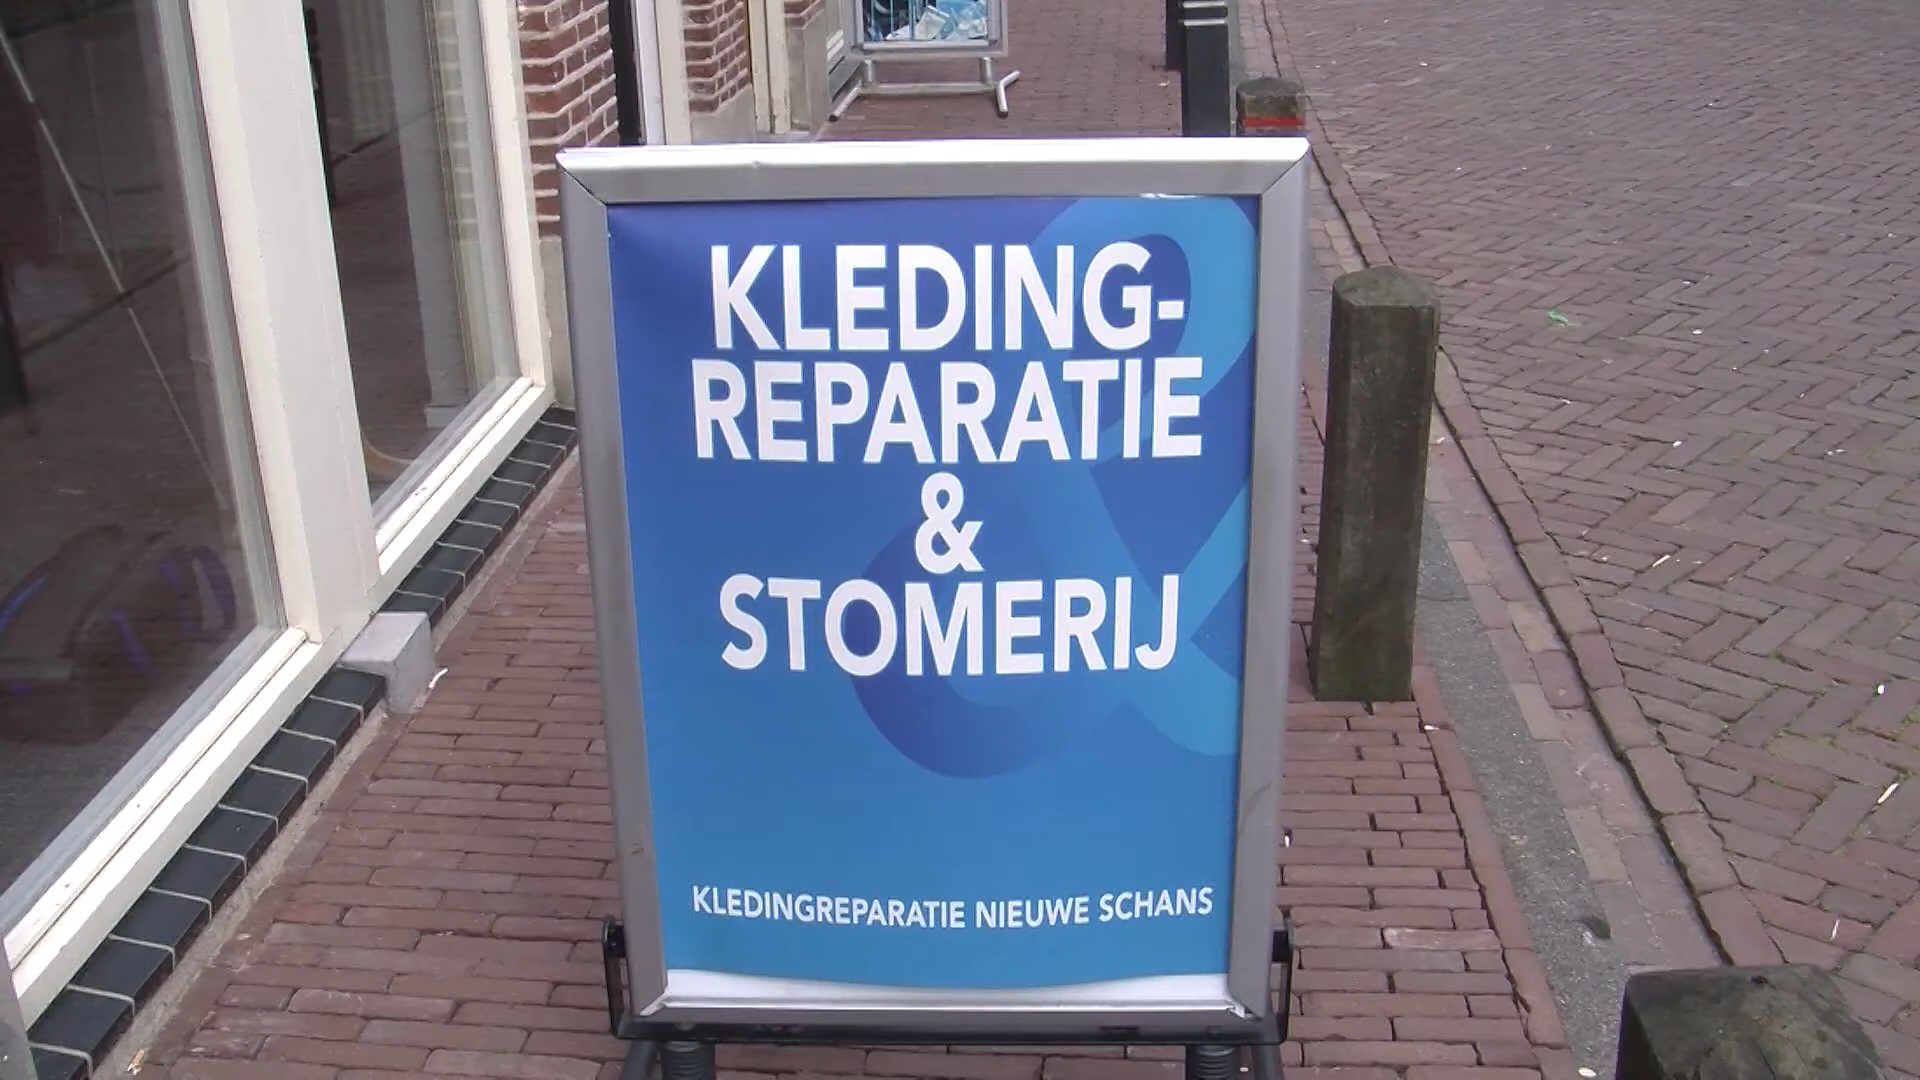 KLEDING-
REPARATIE
&
STOMERIJ
KLEDINGREPARATIE NIEUWE SCHANS